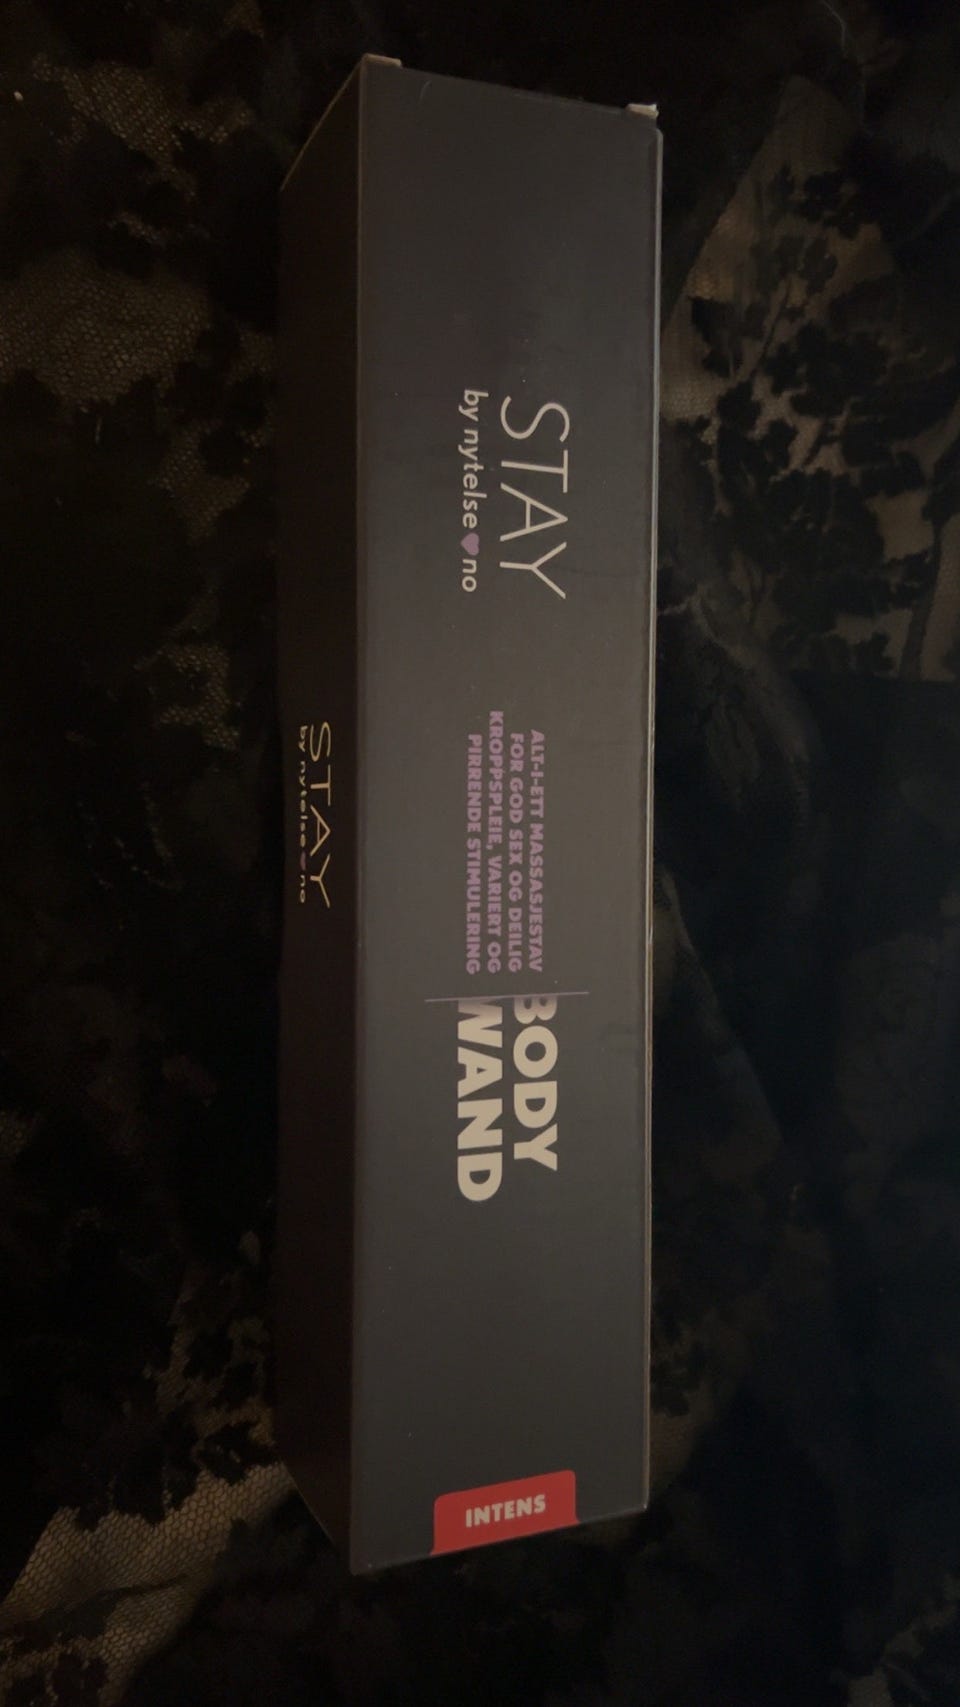 STAY
by nytelse♥no
ALT-I-ETT MASSASJESTAV
FOR GOD SEX OG DEILIG
KROPPSPLEIE, VARIERT OG
PIRRENDE STIMULERING
BODY
WAND
INTENS
STAY
by nytelse♥no